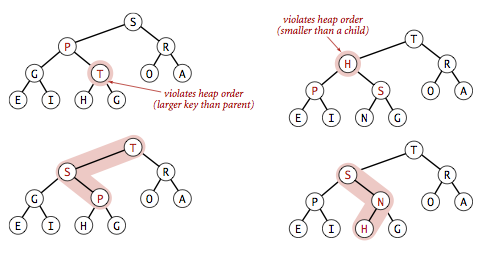 S
P R
G T O A
E I H G
violates heap order
(larger key than parent)
T
S R
G P O A
E I H G
violates heap order
(smaller than a child)
T
H R
P S O A
E I N G
T
S R
P N O A
E I H G